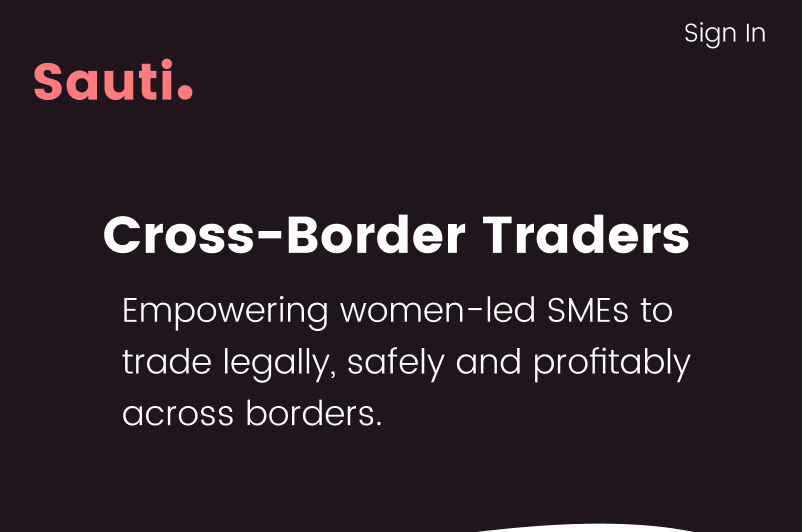 Sign In
Sauti.
Cross-Border Traders
Empowering women-led SMEs to
trade legally, safely and profitably
across borders.